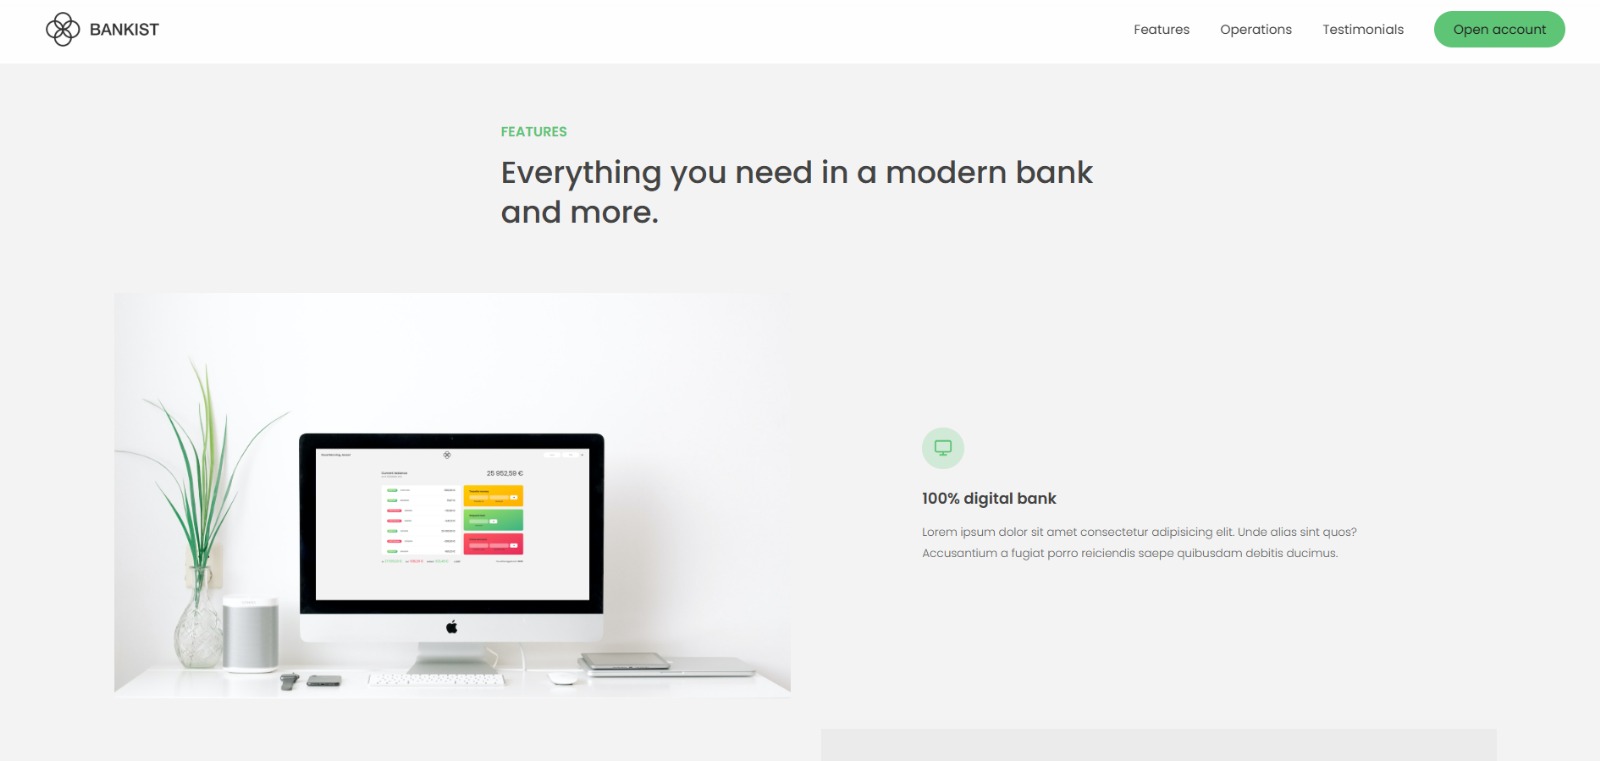 BANKIST
Features
Operations
Testimonials
Open account
FEATURES
Everything you need in a modern bank
and more.
25 952,59 €
100% digital bank
Lorem ipsum dolor sit amet consectetur adipisicing elit. Unde alias sint quos?
Accusantium a fugiat porro reiciendis saepe quibusdam debitis ducimus.